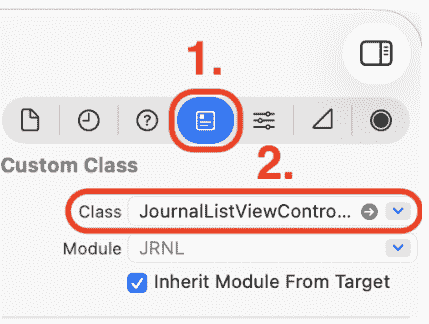 1.
Custom Class
2.
Class JournalListViewContro...
Module JRNL
Inherit Module From Target